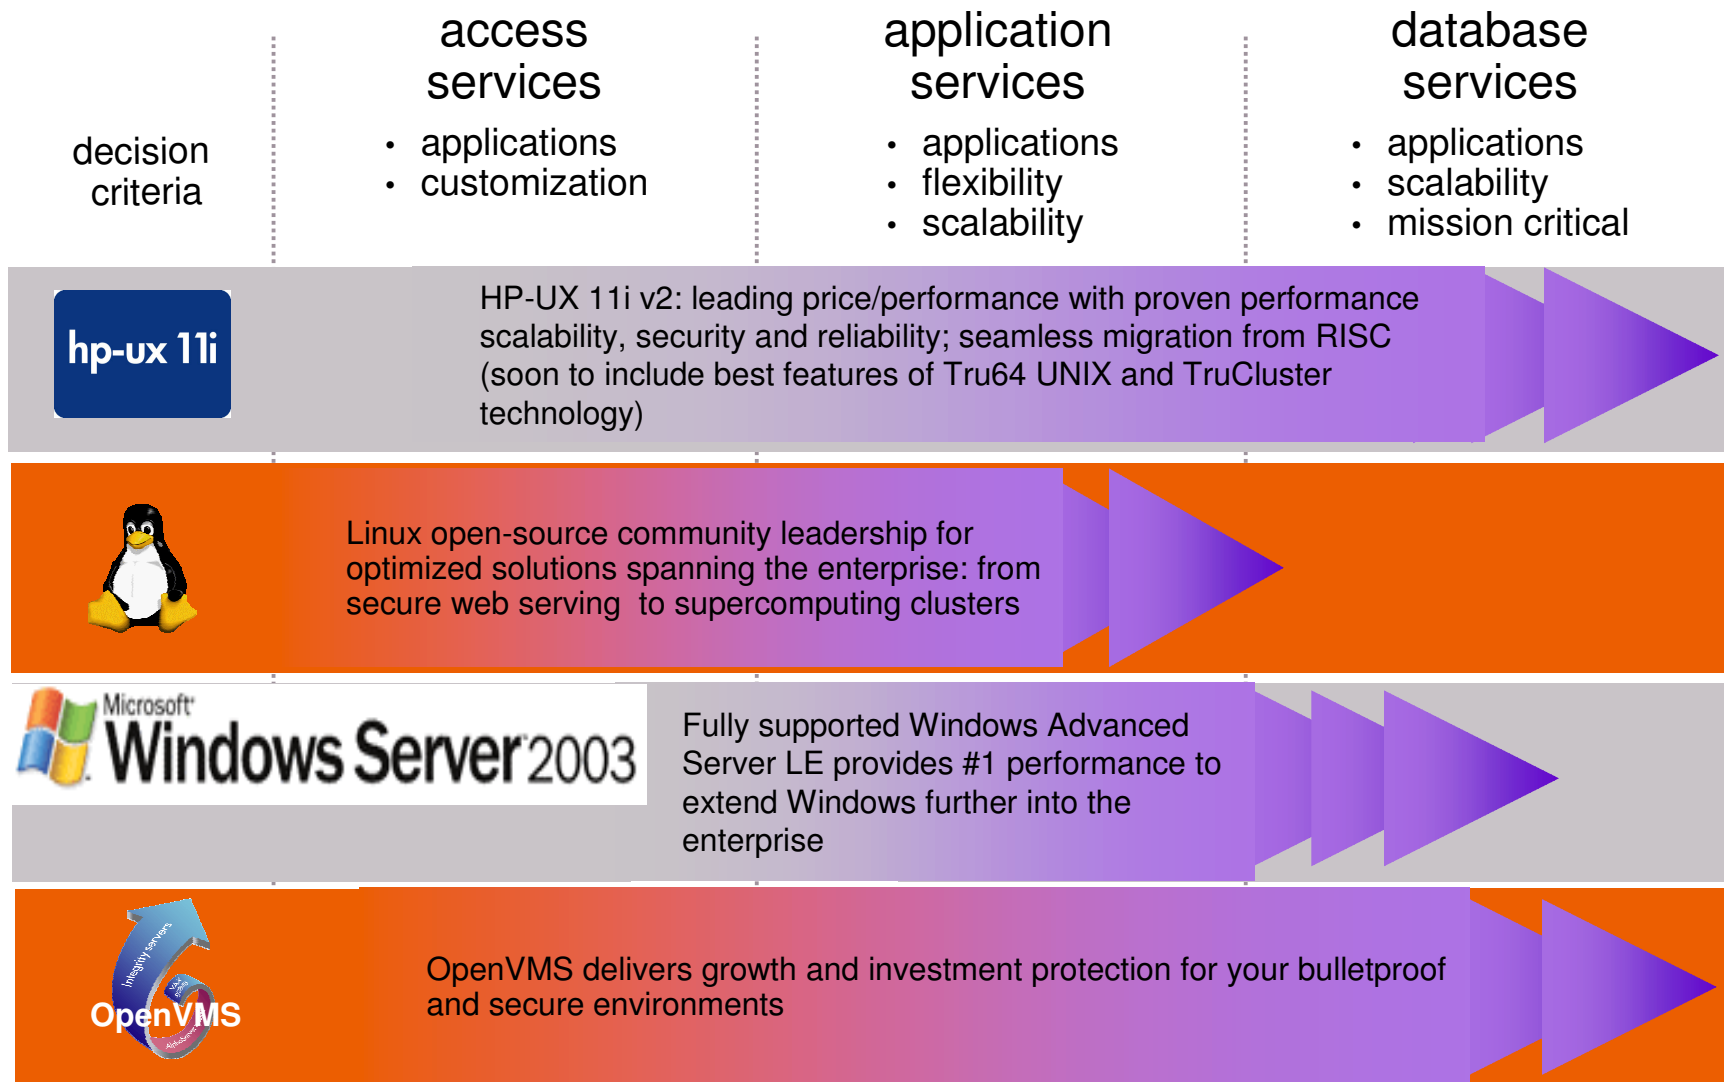 access
services
application
services
database
services
decision
criteria
• applications
• customization
• applications
• flexibility
• scalability
• applications
• scalability
• mission critical
hp-ux 11i
HP-UX 11i v2: leading price/performance with proven performance
scalability, security and reliability; seamless migration from RISC
(soon to include best features of Tru64 UNIX and TruCluster
technology)
Linux open-source community leadership for
optimized solutions spanning the enterprise: from
secure web serving to supercomputing clusters
Microsoft
Windows Server 2003
Fully supported Windows Advanced
Server LE provides #1 performance to
extend Windows further into the
enterprise
Integrity servers
OpenVMS
OpenVMS delivers growth and investment protection for your bulletproof
and secure environments